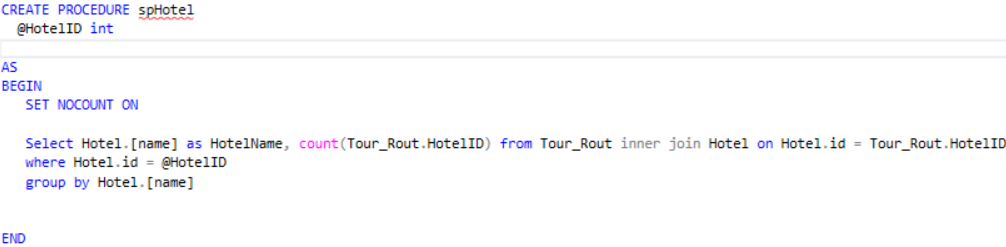 CREATE PROCEDURE spHotel
@HotelID int
AS
BEGIN
SET NOCOUNT ON
Select Hotel.[name] as HotelName, count(Tour_Rout.HotelID) from Tour_Rout inner join Hotel on Hotel.id = Tour_Rout.HotelID
where Hotel.id = @HotelID
group by Hotel.[name]
END